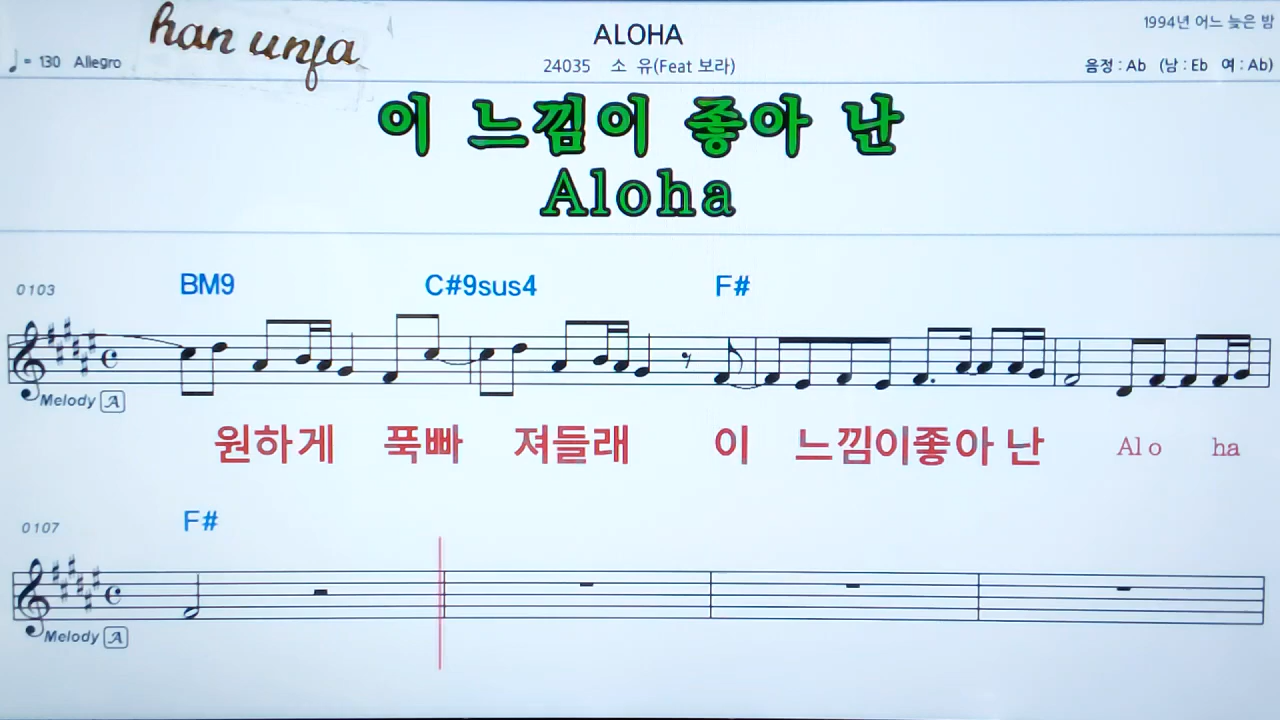 han unja
ALOHA
1994년 어느 늦은 밤
♩ = 130 Allegro
24035 소 유(Feat 보라)
음정 : Ab (남 : Eb 여 : Ab)
이 느낌이 좋아 난
Aloha
0103 BM9 C#9sus4 F#
Melody A
원하게 푹빠 져들래 이 느낌이좋아 난 Al o ha
0107 F#
Melody A